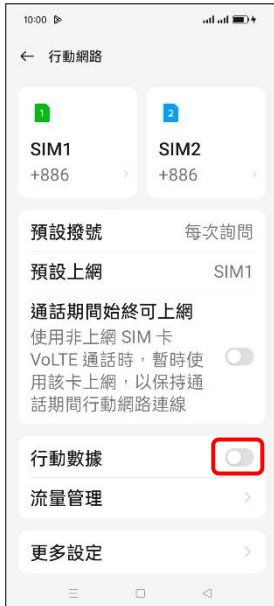 10:00
← 行動網路
1
2
SIM1
SIM2
+886
+886
預設撥號
每次詢問
預設上網
SIM1
通話期間始終可上網
使用非上網 SIM 卡
VoLTE 通話時，暫時使
用該卡上網，以保持通
話期間行動網路連線
行動數據
流量管理
更多設定